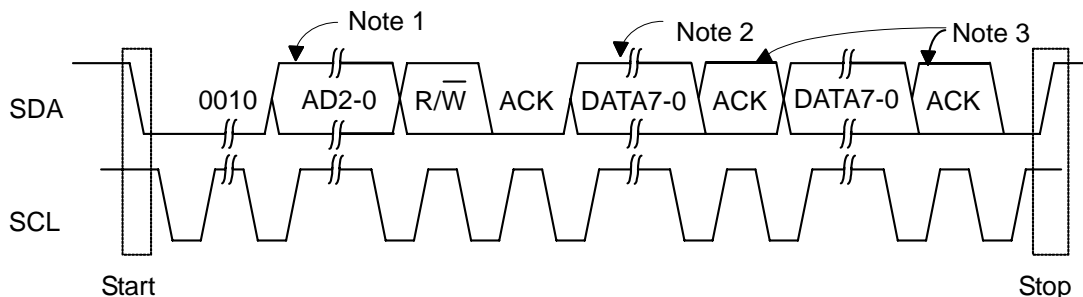 Note 1
Note 2
Note 3
SDA
0010
AD2-0
R/W̅
ACK
DATA7-0
ACK
DATA7-0
ACK
SCL
Start
Stop